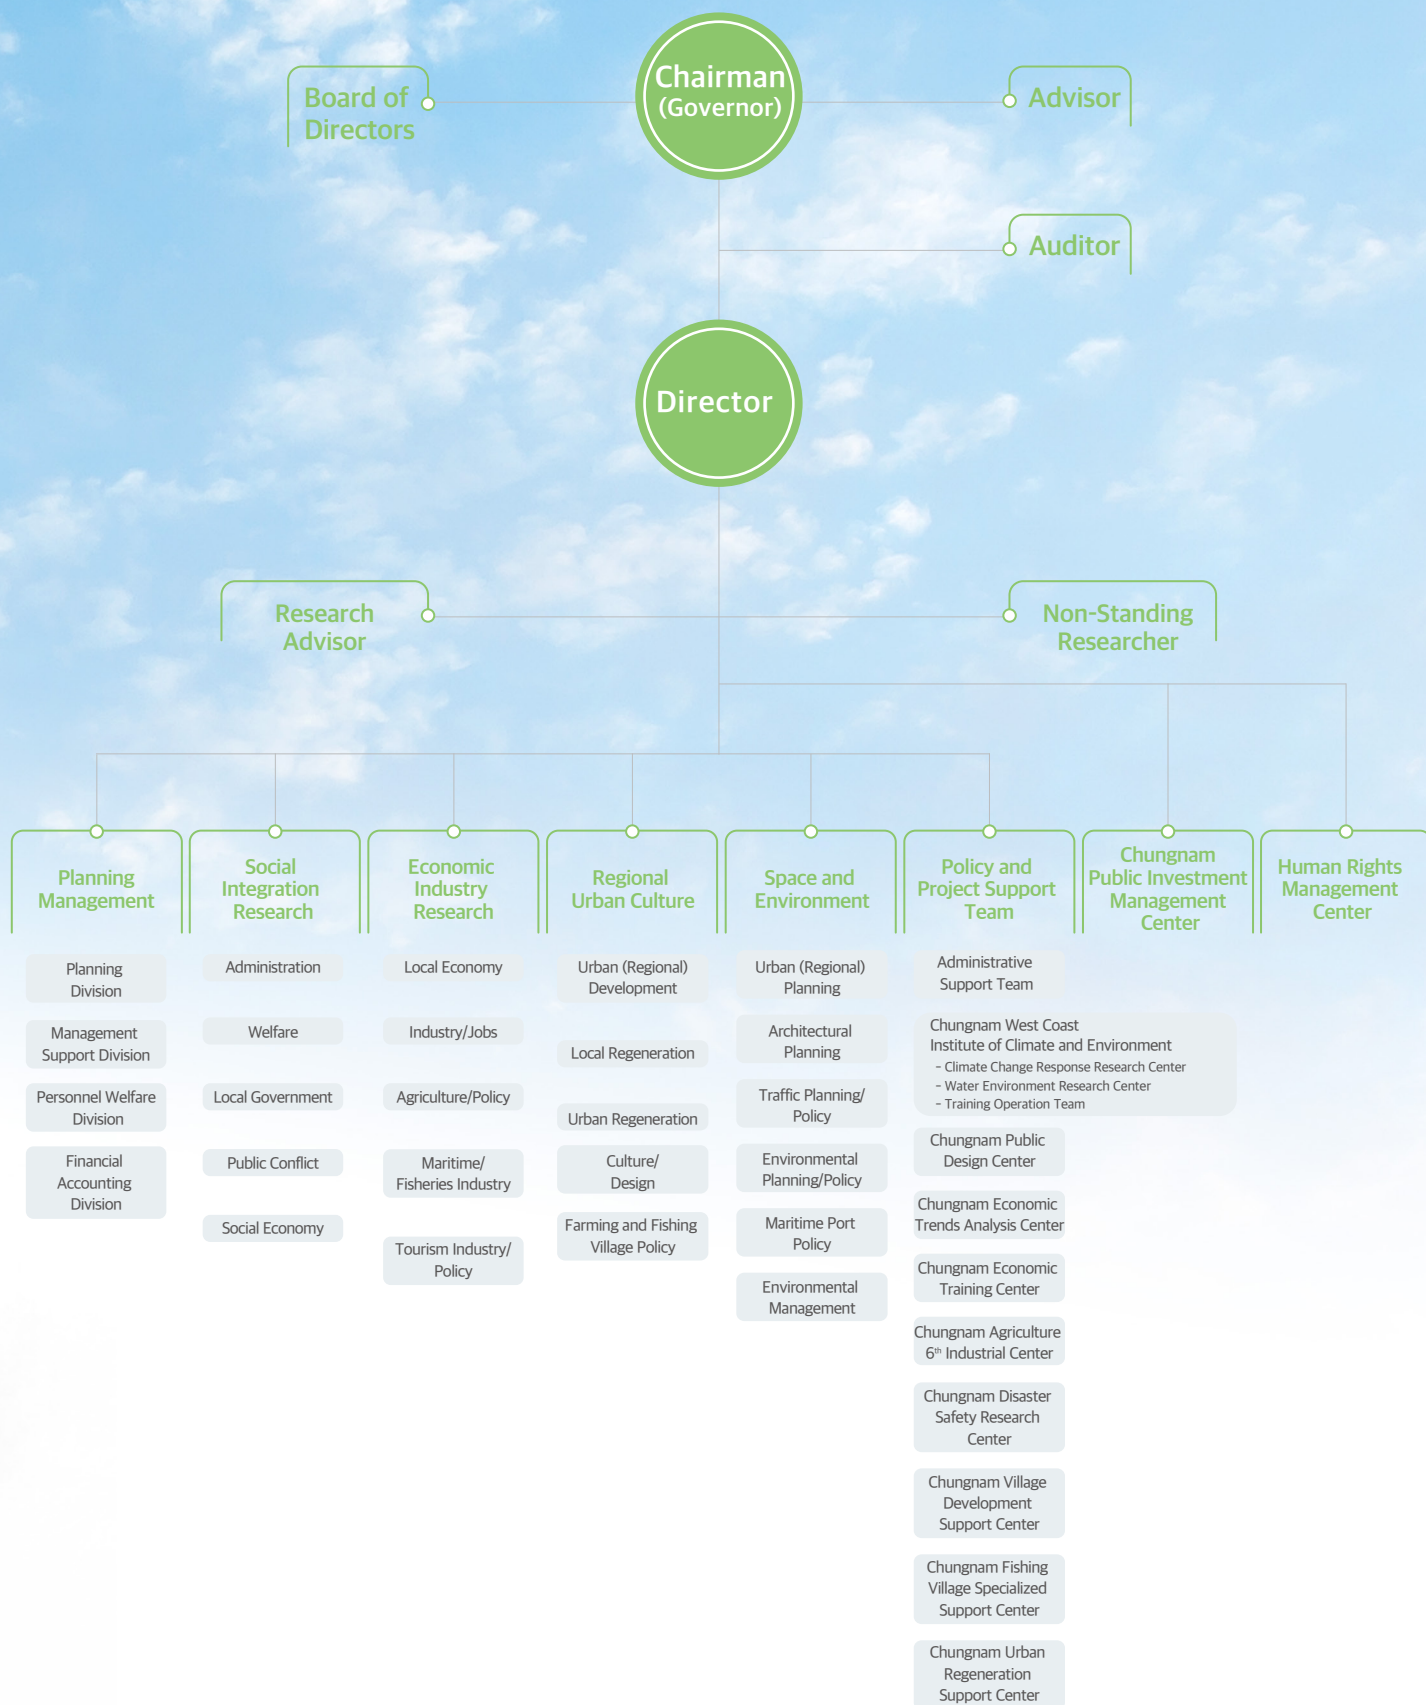 Chairman
(Governor)
Board of
Directors
Advisor
Auditor
Director
Research
Advisor
Non-Standing
Researcher
Planning
Management
Planning
Division
Management
Support Division
Personnel Welfare
Division
Financial
Accounting
Division
Social
Integration
Research
Administration
Welfare
Local Government
Public Conflict
Social Economy
Economic
Industry
Research
Local Economy
Industry/Jobs
Agriculture/Policy
Maritime/
Fisheries Industry
Tourism Industry/
Policy
Regional
Urban Culture
Urban (Regional)
Development
Local Regeneration
Urban Regeneration
Culture/
Design
Farming and Fishing
Village Policy
Space and
Environment
Urban (Regional)
Planning
Architectural
Planning
Traffic Planning/
Policy
Environmental
Planning/Policy
Maritime Port
Policy
Environmental
Management
Policy and
Project Support
Team
Administrative
Support Team
Chungnam West Coast
Institute of Climate and Environment
- Climate Change Response Research Center
- Water Environment Research Center
- Training Operation Team
Chungnam Public
Design Center
Chungnam Economic
Trends Analysis Center
Chungnam Economic
Training Center
Chungnam Agriculture
6th Industrial Center
Chungnam Disaster
Safety Research
Center
Chungnam Village
Development
Support Center
Chungnam Fishing
Village Specialized
Support Center
Chungnam Urban
Regeneration
Support Center
Chungnam
Public Investment
Management
Center
Human Rights
Management
Center